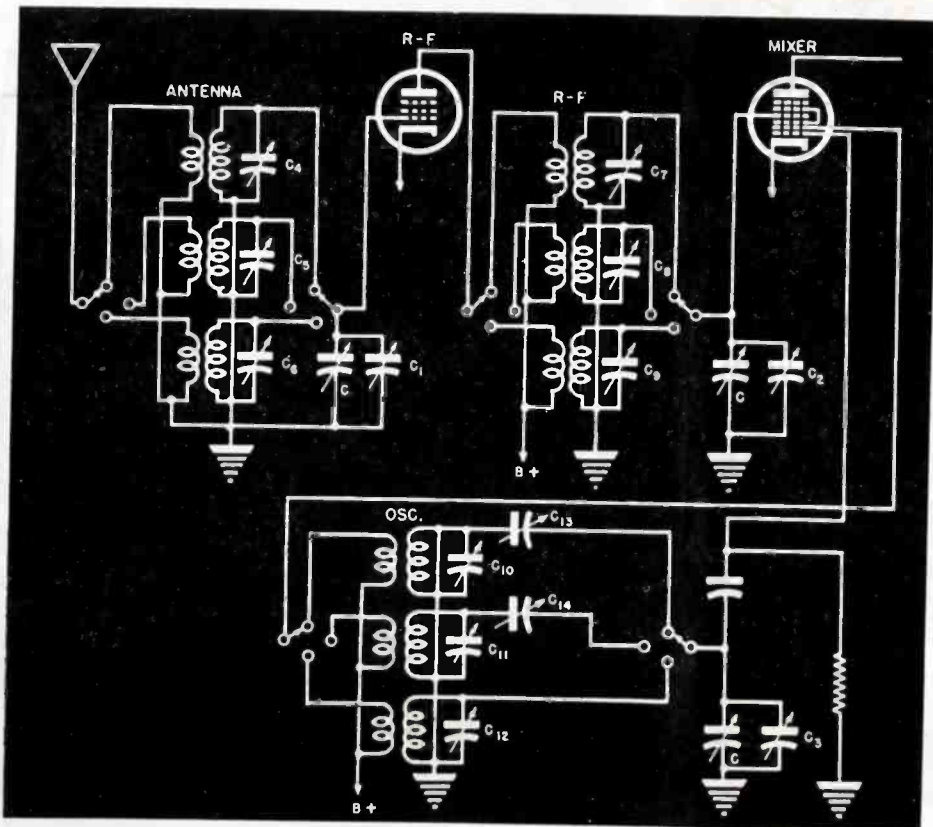 R-F
MIXER
ANTENNA
R-F
C4
C7
C5
C8
C6
C
C1
C9
C
C2
B+
OSC.
C13
C10
C14
C11
C12
C
C3
B+